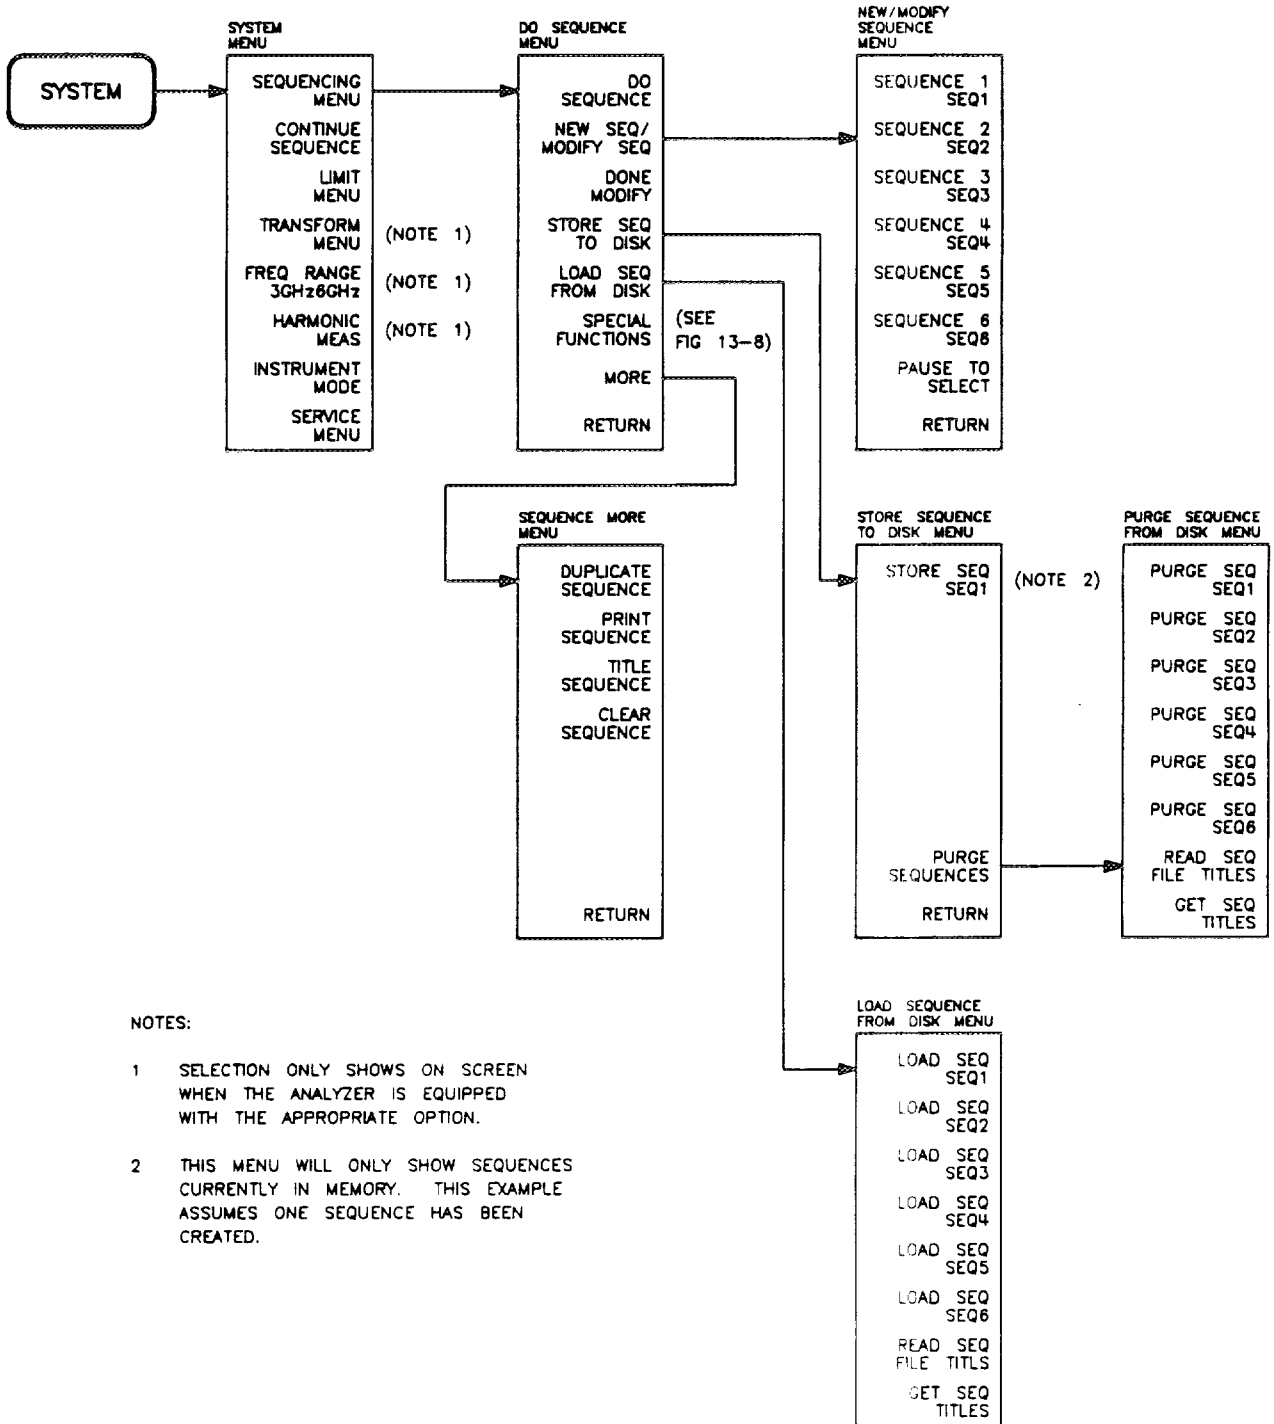 SYSTEM
SYSTEM
MENU
SEQUENCING
MENU
CONTINUE
SEQUENCE
LIMIT
MENU
TRANSFORM
MENU
(NOTE 1)
FREQ RANGE
3GHz6GHz
(NOTE 1)
HARMONIC
MEAS
(NOTE 1)
INSTRUMENT
MODE
SERVICE
MENU
DO SEQUENCE
MENU
DO
SEQUENCE
NEW SEQ/
MODIFY SEQ
DONE
MODIFY
STORE SEQ
TO DISK
LOAD SEQ
FROM DISK
SPECIAL
FUNCTIONS
(SEE
FIG 13-8)
MORE
RETURN
NEW/MODIFY
SEQUENCE
MENU
SEQUENCE 1
SEQ1
SEQUENCE 2
SEQ2
SEQUENCE 3
SEQ3
SEQUENCE 4
SEQ4
SEQUENCE 5
SEQ5
SEQUENCE 6
SEQ6
PAUSE TO
SELECT
RETURN
SEQUENCE MORE
MENU
DUPLICATE
SEQUENCE
PRINT
SEQUENCE
TITLE
SEQUENCE
CLEAR
SEQUENCE
RETURN
STORE SEQUENCE
TO DISK MENU
STORE SEQ
SEQ1
(NOTE 2)
PURGE
SEQUENCES
RETURN
PURGE SEQUENCE
FROM DISK MENU
PURGE SEQ
SEQ1
PURGE SEQ
SEQ2
PURGE SEQ
SEQ3
PURGE SEQ
SEQ4
PURGE SEQ
SEQ5
PURGE SEQ
SEQ6
READ SEQ
FILE TITLES
GET SEQ
TITLES
LOAD SEQUENCE
FROM DISK MENU
LOAD SEQ
SEQ1
LOAD SEQ
SEQ2
LOAD SEQ
SEQ3
LOAD SEQ
SEQ4
LOAD SEQ
SEQ5
LOAD SEQ
SEQ6
READ SEQ
FILE TITLS
GET SEQ
TITLES
NOTES:
1 SELECTION ONLY SHOWS ON SCREEN
WHEN THE ANALYZER IS EQUIPPED
WITH THE APPROPRIATE OPTION.
2 THIS MENU WILL ONLY SHOW SEQUENCES
CURRENTLY IN MEMORY. THIS EXAMPLE
ASSUMES ONE SEQUENCE HAS BEEN
CREATED.